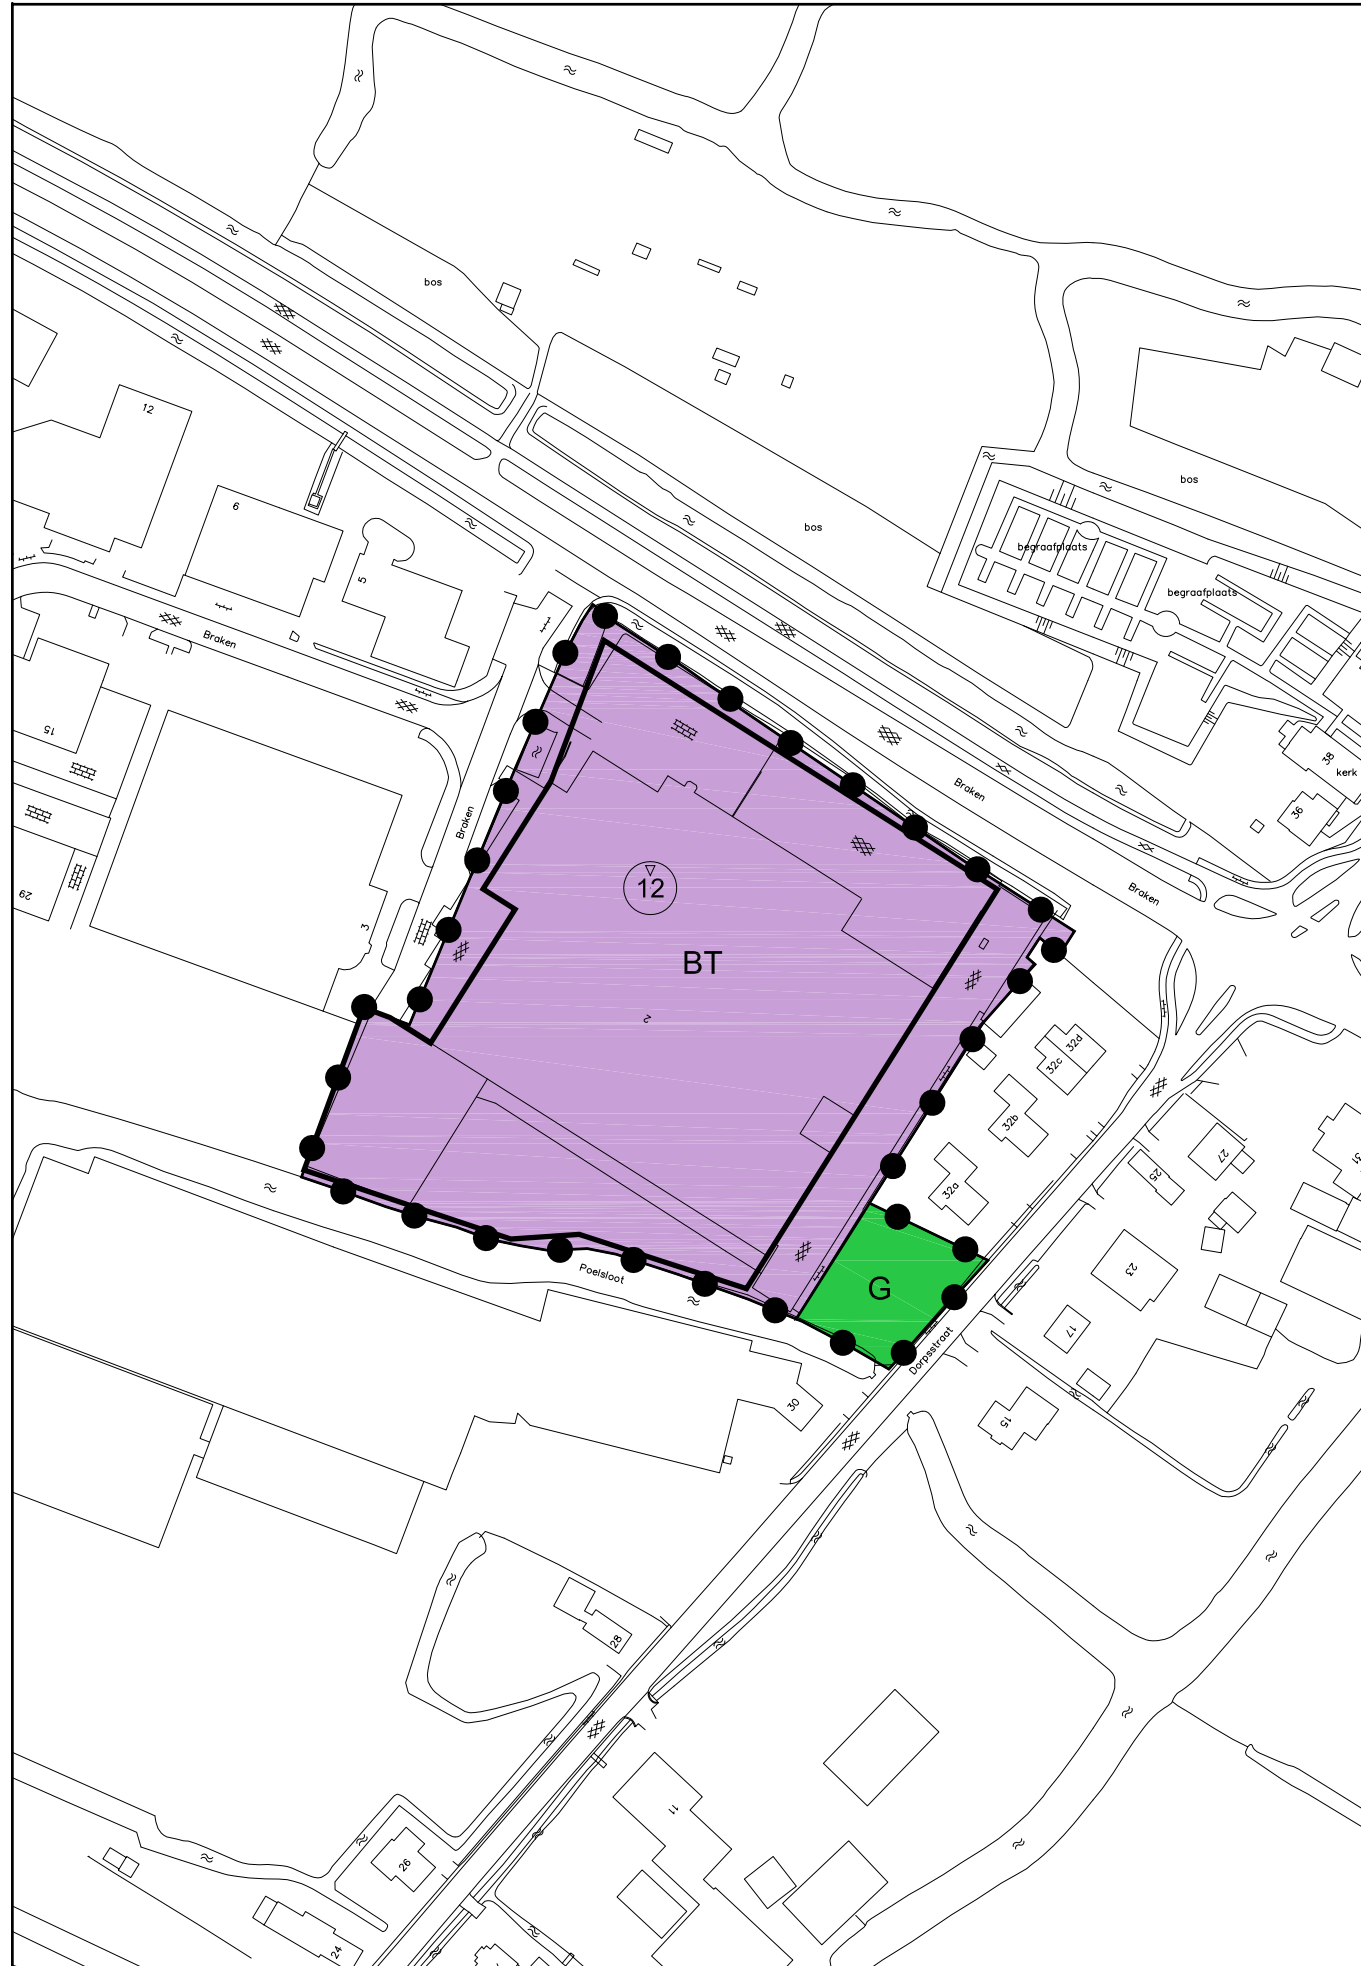 bos
12
6
5
bos
bos
begraafplaats
begraafplaats
Braken
15
38
kerk
36
Braken
Braken
Braken
12
BT
29
3
2
32d
32c
32b
32a
27
25
31
23
G
Poelsloot
Dorpsstraat
17
15
30
28
11
26
24